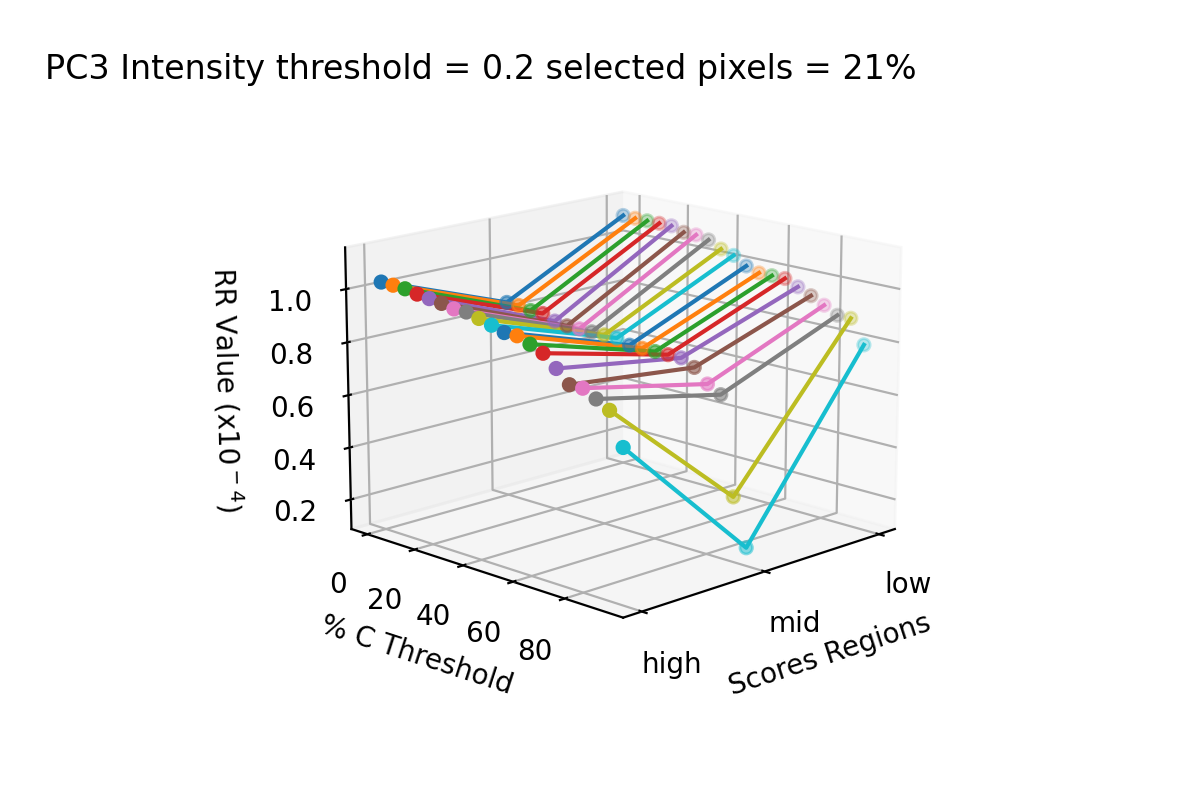 PC3 Intensity threshold = 0.2 selected pixels = 21%
RR Value (x10⁻⁴)
1.0
0.8
0.6
0.4
0.2
0
20
40
60
80
% C Threshold
high
mid
low
Scores Regions